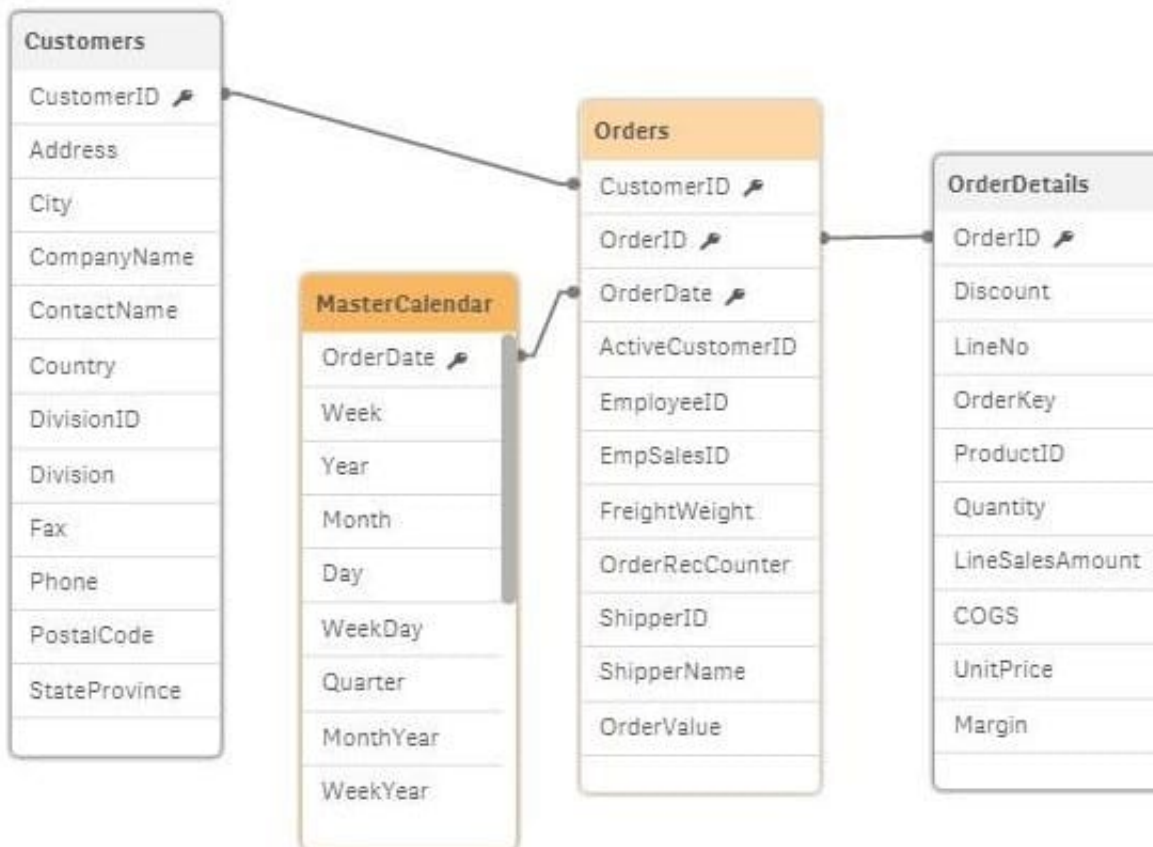 Customers
CustomerID
Address
City
CompanyName
ContactName
Country
DivisionID
Division
Fax
Phone
PostalCode
StateProvince
MasterCalendar
OrderDate
Week
Year
Month
Day
WeekDay
Quarter
MonthYear
WeekYear
Orders
CustomerID
OrderID
OrderDate
ActiveCustomerID
EmployeeID
EmpSalesID
FreightWeight
OrderRecCounter
ShipperID
ShipperName
OrderValue
OrderDetails
OrderID
Discount
LineNo
OrderKey
ProductID
Quantity
LineSalesAmount
COGS
UnitPrice
Margin